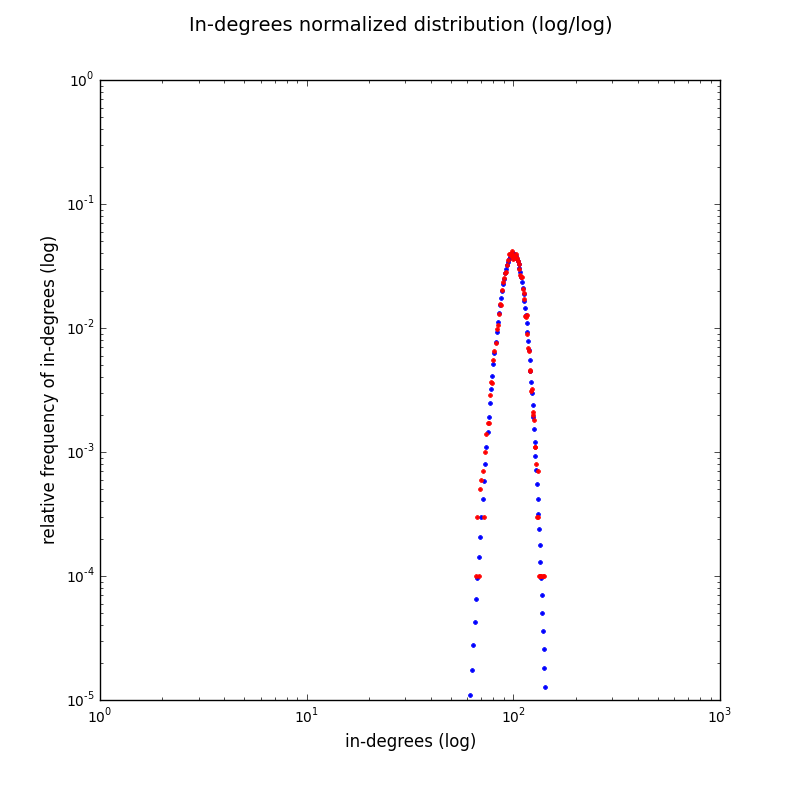 In-degrees normalized distribution (log/log)
relative frequency of in-degrees (log)
10^0
10^-1
10^-2
10^-3
10^-4
10^-5
10^0 10^1 10^2 10^3
in-degrees (log)